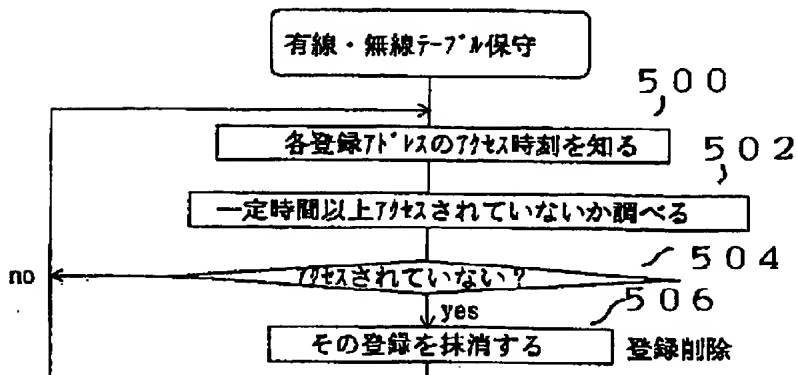 有線・無線ﾃｰﾌﾞﾙ保守
500
各登録ｱﾄﾞﾚｽのｱｸｾｽ時刻を知る
502
一定時間以上ｱｸｾｽされていないか調べる
504
no
ｱｸｾｽされていない？
506
yes
その登録を抹消する
登録削除